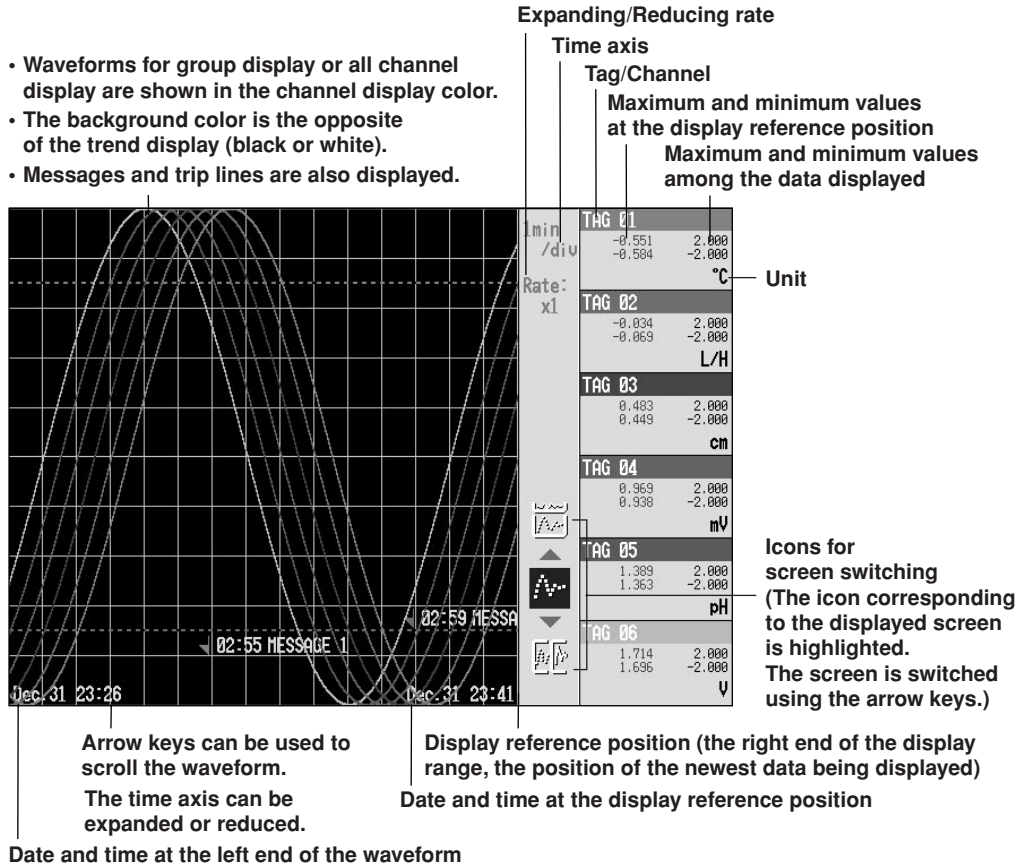 Expanding/Reducing rate
Time axis
Tag/Channel
Maximum and minimum values
at the display reference position
Maximum and minimum values
among the data displayed
• Waveforms for group display or all channel
display are shown in the channel display color.
• The background color is the opposite
of the trend display (black or white).
• Messages and trip lines are also displayed.
1min
/div
Rate:
x1
TAG 01
-0.551 2.000
-0.584 -2.000
°C
Unit
TAG 02
-0.034 2.000
-0.069 -2.000
L/H
TAG 03
0.483 2.000
0.449 -2.000
cm
TAG 04
0.969 2.000
0.938 -2.000
mV
TAG 05
1.389 2.000
1.363 -2.000
pH
TAG 06
1.714 2.000
1.696 -2.000
V
02:59 MESSA
02:55 MESSAGE 1
Dec.31 23:26
Dec.31 23:41
Icons for
screen switching
(The icon corresponding
to the displayed screen
is highlighted.
The screen is switched
using the arrow keys.)
Arrow keys can be used to
scroll the waveform.
The time axis can be
expanded or reduced.
Display reference position (the right end of the display
range, the position of the newest data being displayed)
Date and time at the display reference position
Date and time at the left end of the waveform